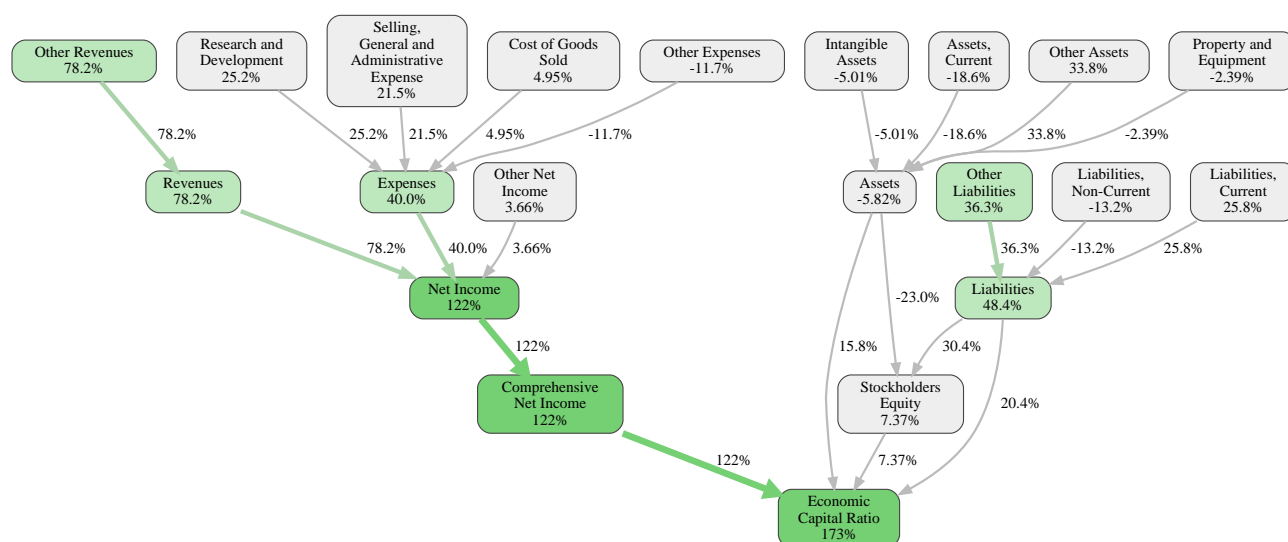 Other Revenues
78.2%
Research and
Development
25.2%
Selling,
General and
Administrative
Expense
21.5%
Cost of Goods
Sold
4.95%
Other Expenses
-11.7%
Intangible
Assets
-5.01%
Assets,
Current
-18.6%
Other Assets
33.8%
Property and
Equipment
-2.39%
78.2%
25.2%
21.5%
4.95%
-11.7%
-5.01%
-18.6%
33.8%
-2.39%
Revenues
78.2%
Expenses
40.0%
Other Net
Income
3.66%
Assets
-5.82%
Other
Liabilities
36.3%
Liabilities,
Non-Current
-13.2%
Liabilities,
Current
25.8%
78.2%
40.0%
3.66%
36.3%
-13.2%
25.8%
Net Income
122%
-23.0%
Liabilities
48.4%
122%
15.8%
30.4%
Comprehensive
Net Income
122%
Stockholders
Equity
7.37%
20.4%
122%
7.37%
Economic
Capital Ratio
173%